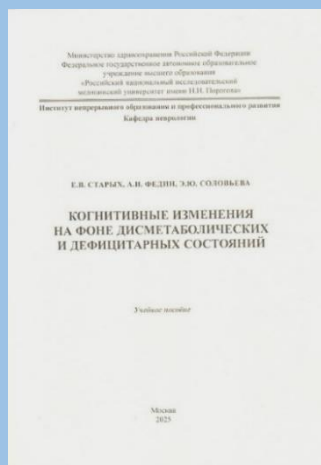 Министерство здравоохранения Российской Федерации
Федеральное государственное автономное образовательное
учреждение высшего образования
«Российский национальный исследовательский
медицинский университет имени Н.И. Пирогова»
Институт непрерывного образования и профессионального развития
Кафедра неврологии
Е.В. СТАРЫХ, А.И. ФЕДИН, Э.Ю. СОЛОВЬЕВА
КОГНИТИВНЫЕ ИЗМЕНЕНИЯ
НА ФОНЕ ДИСМЕТАБОЛИЧЕСКИХ
И ДЕФИЦИТАРНЫХ СОСТОЯНИЙ
Учебное пособие
Москва
2025